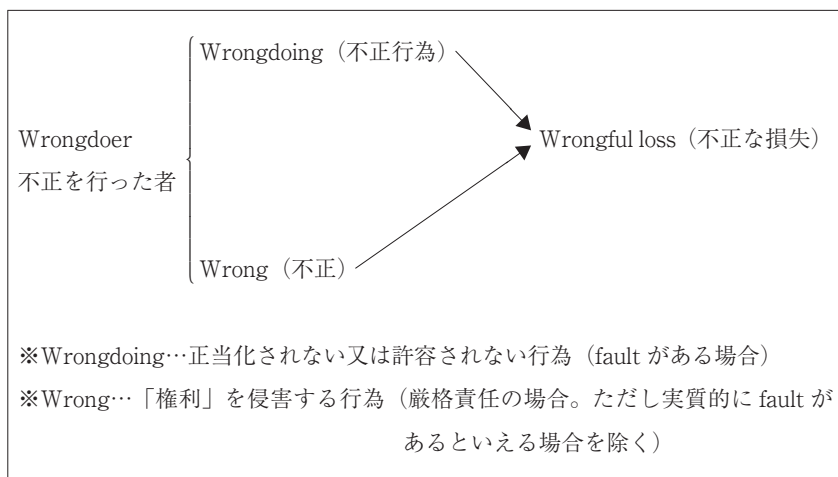 Wrongdoing（不正行為）
Wrongdoer
不正を行った者
Wrongful loss（不正な損失）
Wrong（不正）
※Wrongdoing…正当化されない又は許容されない行為（fault がある場合）
※Wrong…「権利」を侵害する行為（厳格責任の場合。ただし実質的に fault が
あるといえる場合を除く）